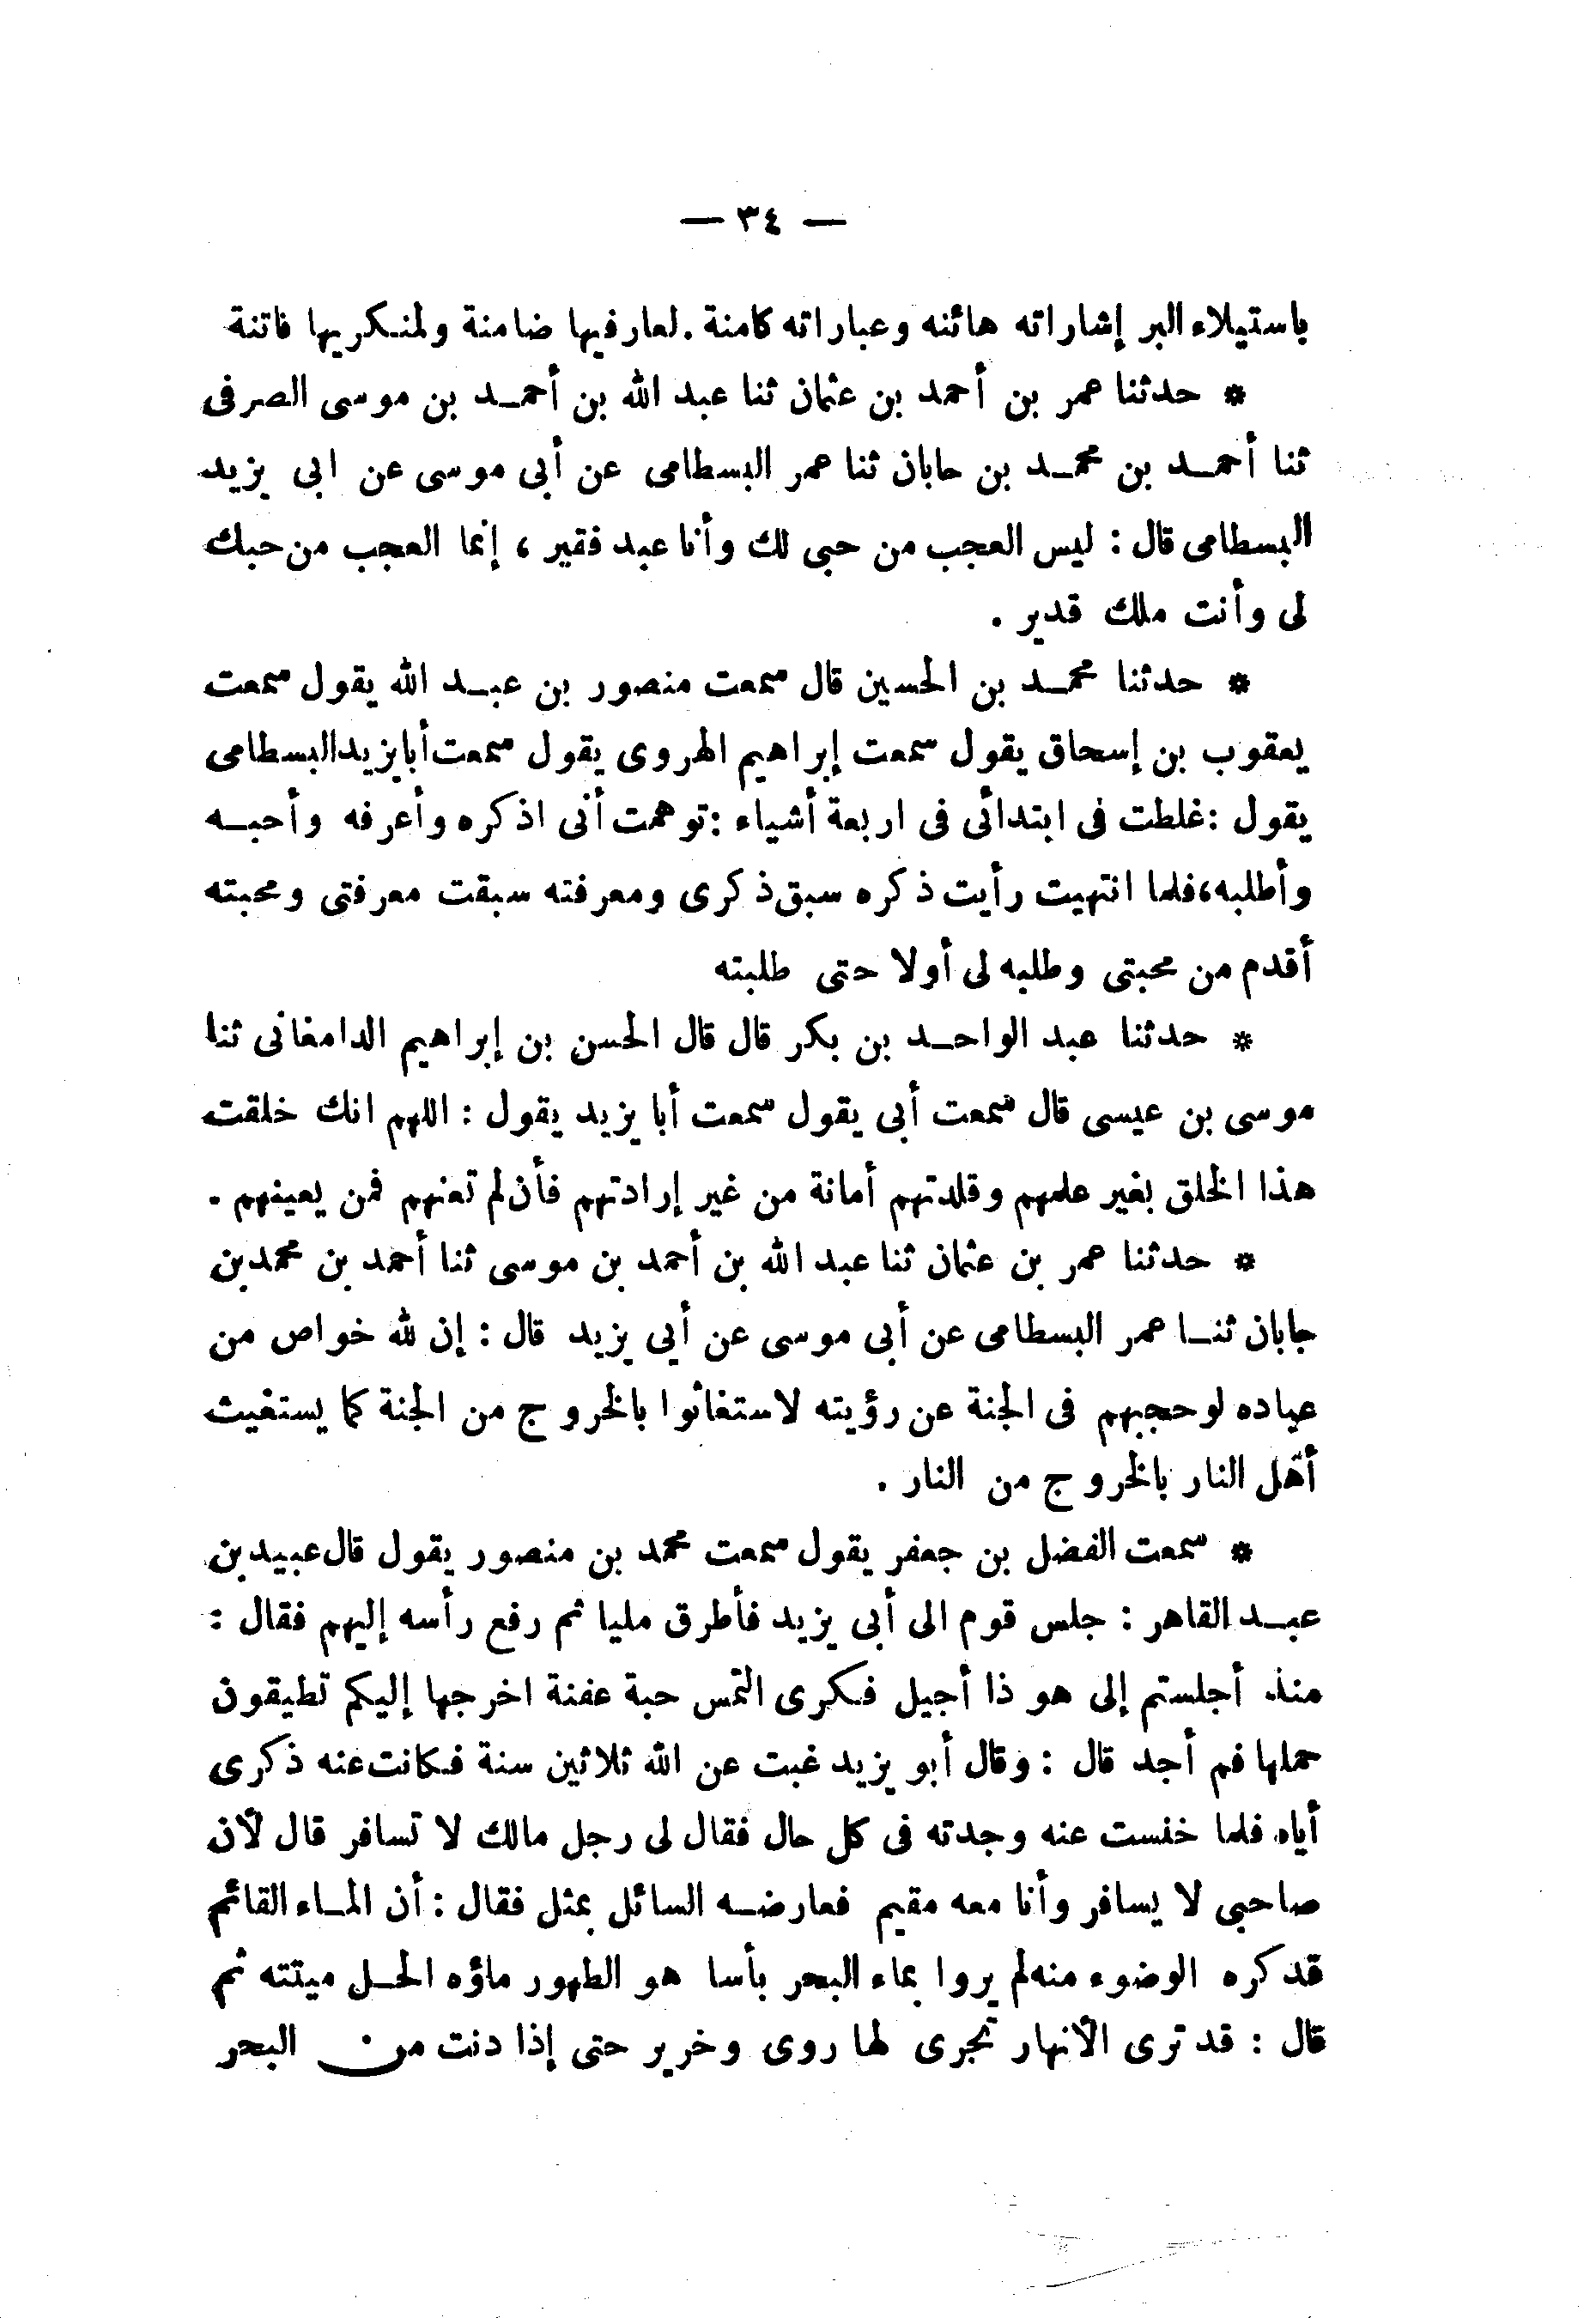 — ٣٤ —
باستيلاء البر إشاراته هائنه وعباراته كامنة . لعارفيها ضامنة ولمنكريها فاتنة
* حدثنا عمر بن أحمد بن عثمان ثنا عبد الله بن أحمد بن موسى الصرفى
ثنا أحمد بن محمد بن حابان ثنا عمر البسطامى عن أبى موسى عن ابى يزيد
البسطامى قال : ليس العجب من حبى لك وأنا عبد فقير ، إنما العجب من حبك
لى وأنت ملك قدير .
* حدثنا محمد بن الحسين قال سمعت منصور بن عبد الله يقول سمعت
يعقوب بن إسحاق يقول سمعت إبراهيم الهروى يقول سمعت أبايزيد البسطامى
يقول : غلطت فى ابتدائى فى اربعة أشياء : توهمت أنى اذكره وأعرفه وأحبه
وأطلبه، فلما انتهيت رأيت ذكره سبق ذكرى ومعرفته سبقت معرفتى ومحبته
أقدم من محبتى وطلبه لى أولا حتى طلبته
* حدثنا عبد الواحد بن بكر قال قال الحسن بن إبراهيم الدامغانى ثنا
موسى بن عيسى قال سمعت أبى يقول سمعت أبا يزيد يقول : اللهم انك خلقت
هذا الخلق بغير علمهم وقلدتهم أمانة من غير إرادتهم فأن لم تعنهم فمن يعينهم .
* حدثنا عمر بن عثمان ثنا عبد الله بن أحمد بن موسى ثنا أحمد بن محمد بن
جابان ثنا عمر البسطامى عن أبى موسى عن أبي يزيد قال : إن لله خواص من
عباده لو حجبهم فى الجنة عن رؤيته لاستغاثوا بالخروج من الجنة كما يستغيث
أهل النار بالخروج من النار .
* سمعت الفضل بن جعفر يقول سمعت محمد بن منصور يقول قال عبيد بن
عبد القاهر : جلس قوم الى أبى يزيد فأطرق مليا ثم رفع رأسه إليهم فقال :
منذ أجلستم إلى هو ذا أجيل فكرى التمس حبة عفنة اخرجها إليكم تطيقون
حملها فم أجد قال : وقال أبو يزيد غبت عن الله ثلاثين سنة فكانت عنه ذكرى
أياه فلما خنست عنه وجدته فى كل حال فقال لى رجل مالك لا تسافر قال لأن
صاحبى لا يسافر وأنا معه مقيم فعارضه السائل بمثل فقال : أن الماء القائم
قد كره الوضوء منه لم يروا بماء البحر بأسا هو الطهور ماؤه الحل ميتته ثم
قال : قد ترى الأنهار تجرى لها روى وخرير حتى إذا دنت من البحر